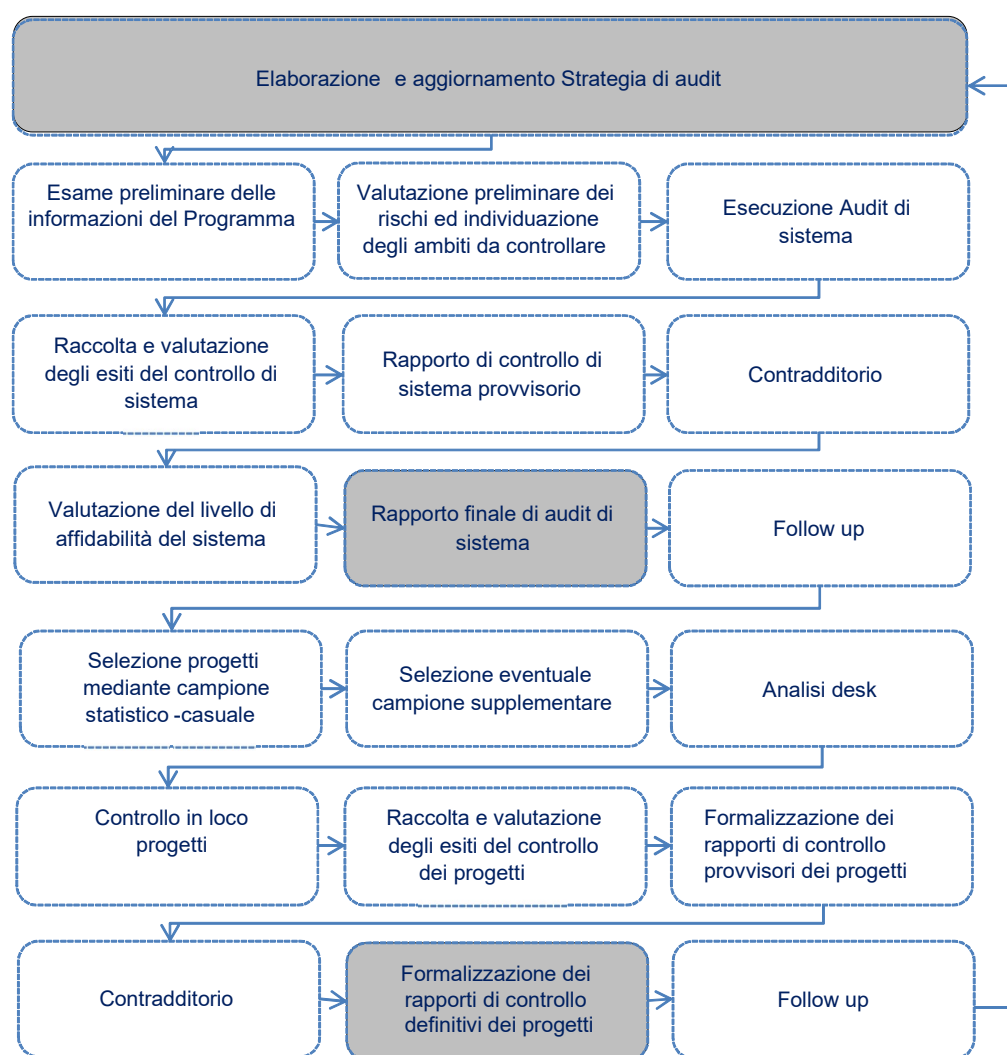 Elaborazione e aggiornamento Strategia di audit
Esame preliminare delle
informazioni del Programma
Valutazione preliminare dei
rischi ed individuazione
degli ambiti da controllare
Esecuzione Audit di
sistema
Raccolta e valutazione
degli esiti del controllo di
sistema
Rapporto di controllo di
sistema provvisorio
Contradditorio
Valutazione del livello di
affidabilità del sistema
Rapporto finale di audit di
sistema
Follow up
Selezione progetti
mediante campione
statistico -casuale
Selezione eventuale
campione supplementare
Analisi desk
Controllo in loco
progetti
Raccolta e valutazione
degli esiti del controllo
dei progetti
Formalizzazione dei
rapporti di controllo
provvisori dei progetti
Contradditorio
Formalizzazione dei
rapporti di controllo
definitivi dei progetti
Follow up